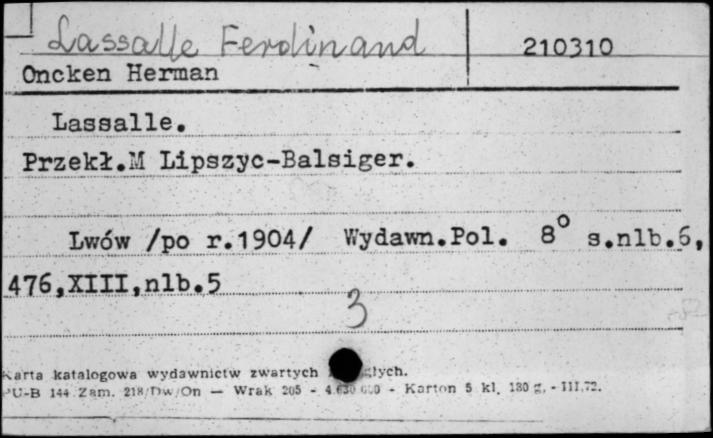 Lassalle Ferdinand 210310
Oncken Herman
Lassalle.
Przekł.M Lipszyc-Balsiger.
Lwów /po r.1904/ Wydawn.Pol. 8° s.nlb.6,
476,XIII,nlb.5
3
Karta katalogowa wydawnictw zwartych
PU-B 144 Zam. 218/Dw/On — Wrak 205 - - Karton 5 kl. 180 g. - III.72.